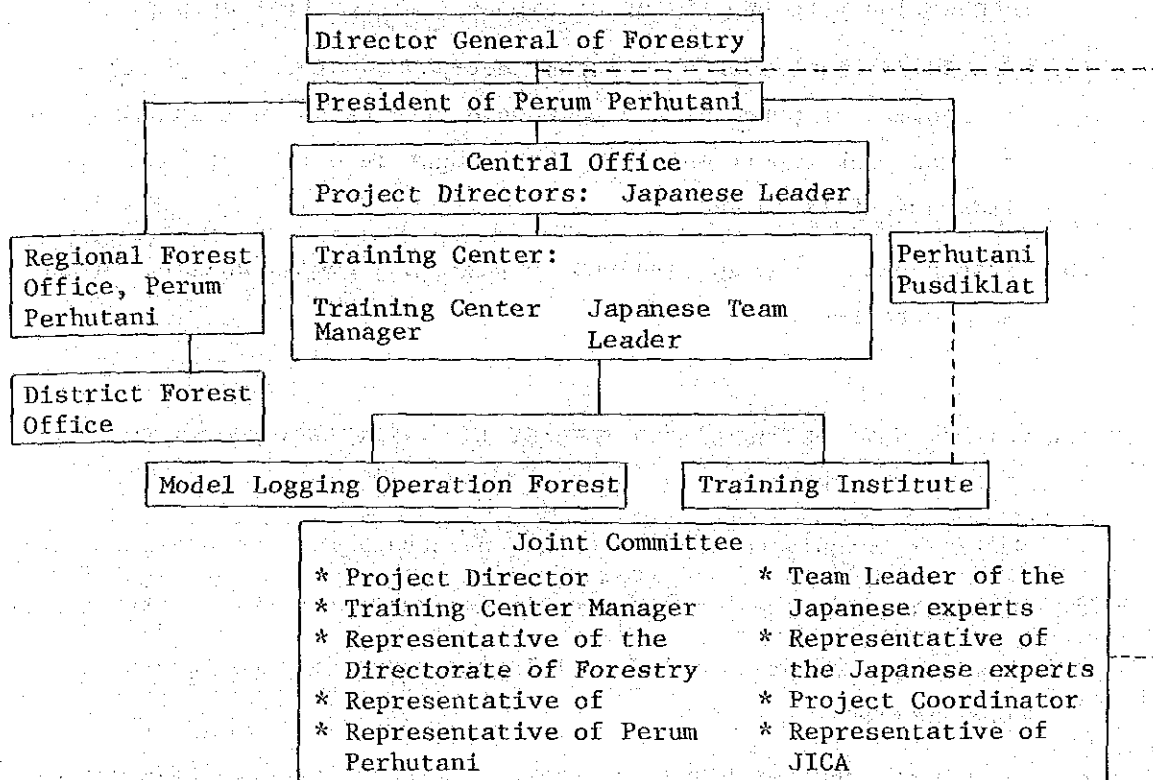 Director General of Forestry
President of Perum Perhutani
Central Office
Project Directors: Japanese Leader
Regional Forest
Office, Perum
Perhutani
Training Center:
Training Center
Manager
Japanese Team
Leader
Perhutani
Pusdiklat
District Forest
Office
Model Logging Operation Forest
Training Institute
Joint Committee
* Project Director
* Training Center Manager
* Representative of the
Directorate of Forestry
* Representative of
* Representative of Perum
Perhutani
* Team Leader of the
Japanese experts
* Representative of
the Japanese experts
* Project Coordinator
* Representative of
JICA